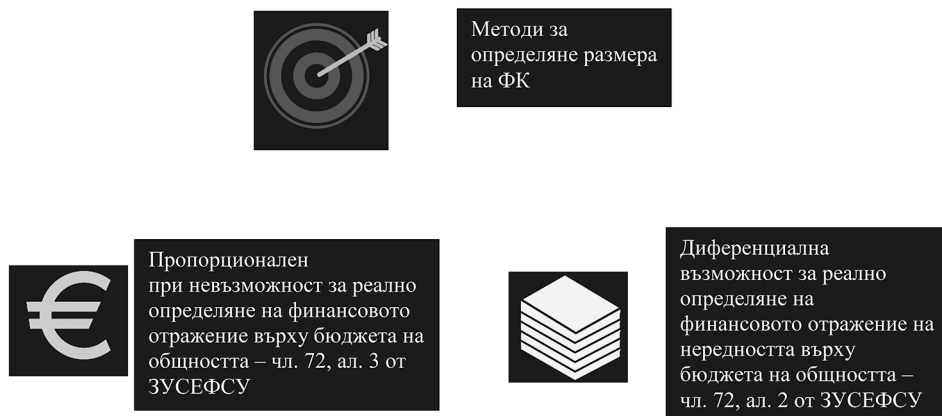 Методи за
определяне размера
на ФК
Пропорционален
при невъзможност за реално
определяне на финансовото
отражение върху бюджета на
общността – чл. 72, ал. 3 от
ЗУСЕФСУ
Диференциална
възможност за реално
определяне на
финансовото отражение на
нередността върху
бюджета на общността –
чл. 72, ал. 2 от ЗУСЕФСУ